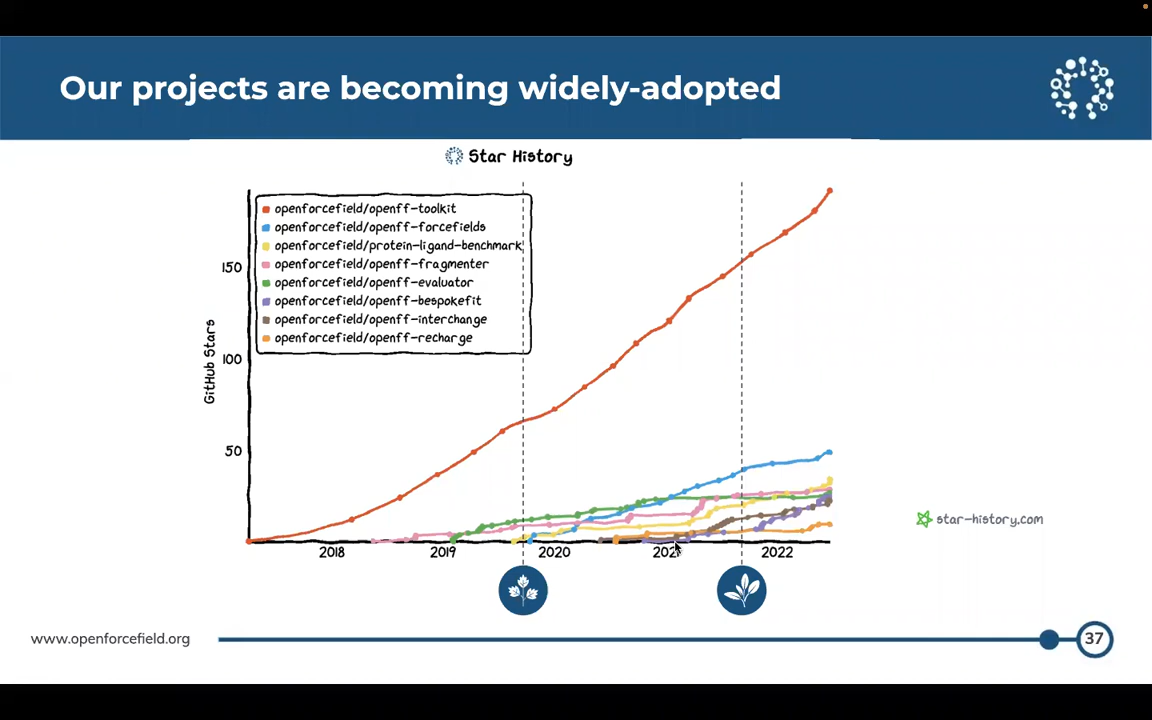 Our projects are becoming widely-adopted
Star History
openforcefield/openff-toolkit
openforcefield/openff-forcefields
openforcefield/protein-ligand-benchmark
openforcefield/openff-fragmenter
openforcefield/openff-evaluator
openforcefield/openff-bespokefit
openforcefield/openff-interchange
openforcefield/openff-recharge
150
100
50
GitHub Stars
2018 2019 2020 2021 2022
star-history.com
www.openforcefield.org
37